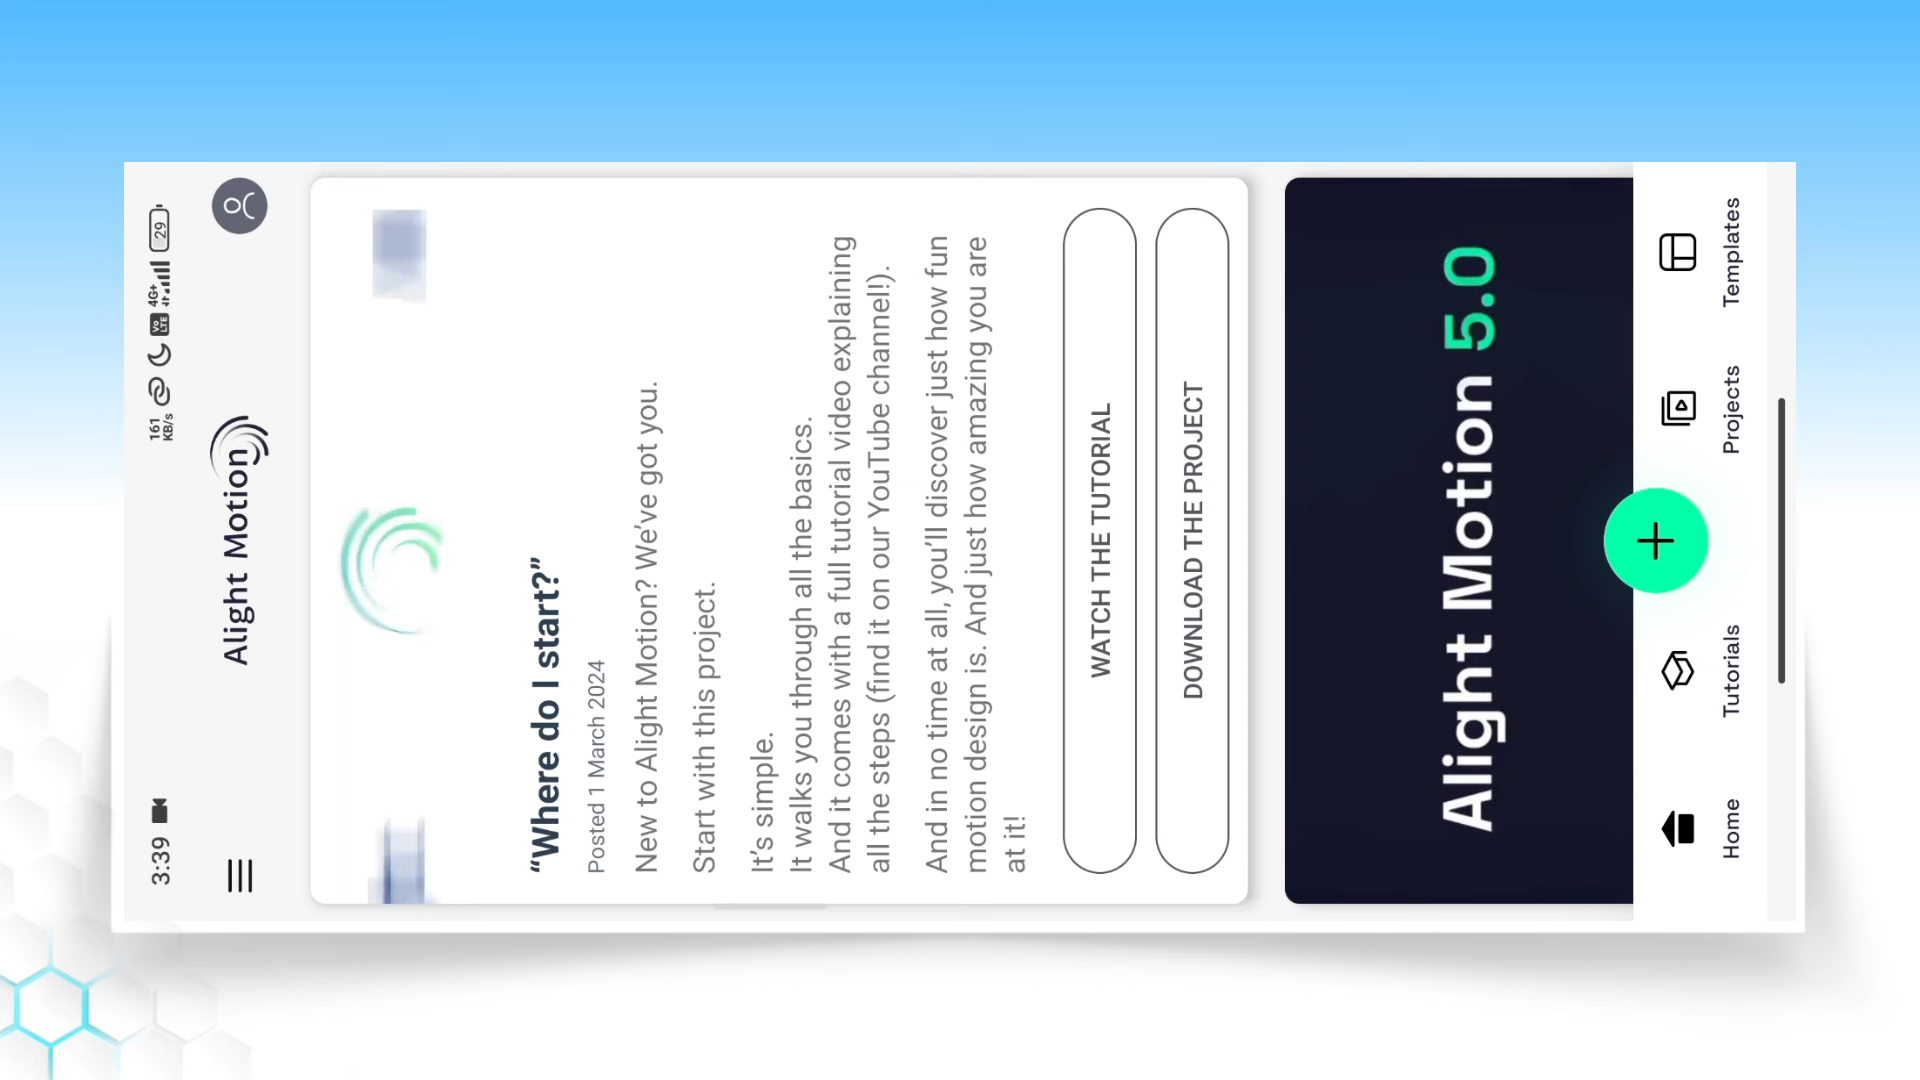 3:39
161
KB/s
Vo
LTE
4G+
29
Alight Motion
“Where do I start?”
Posted 1 March 2024
New to Alight Motion? We’ve got you.
Start with this project.
It’s simple.
It walks you through all the basics.
And it comes with a full tutorial video explaining
all the steps (find it on our YouTube channel!).
And in no time at all, you’ll discover just how fun
motion design is. And just how amazing you are
at it!
WATCH THE TUTORIAL
DOWNLOAD THE PROJECT
Alight Motion 5.0
Home
Tutorials
Projects
Templates